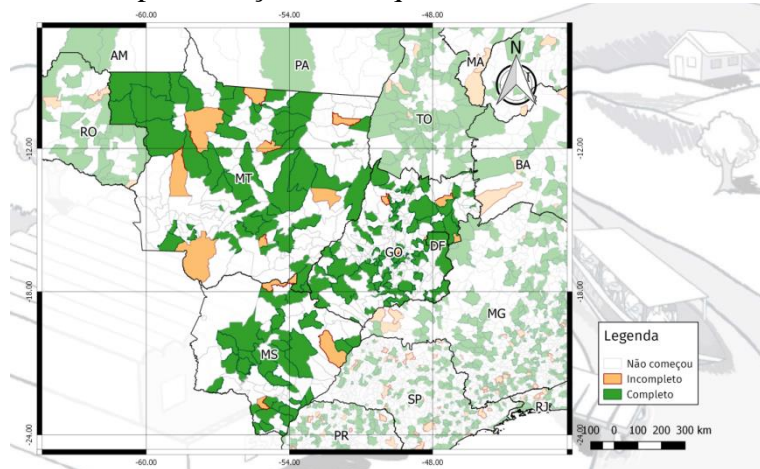 -60.00 -54.00 -48.00
AM
PA
MA
N
RO
TO
-12.00
-12.00
MT
BA
GO
DF
-18.00
-18.00
MG
MS
Legenda
Não começou
Incompleto
Completo
SP
RJ
PR
-24.00
-24.00
100 0 100 200 300 km
-60.00 -54.00 -48.00